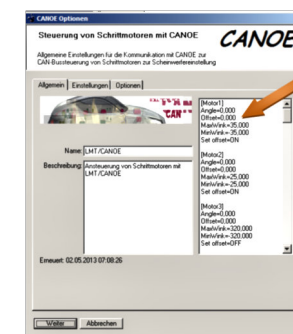 CANOE Optionen
Steuerung von Schrittmotoren mit CANOE
CANOE
Allgemeine Einstellungen für die Kommunikation mit CANOE zur
CAN-Bussteuerung von Schrittmotoren zur Scheinwerfereinstellung
Allgemein
Einstellungen
Optionen
CAN
Name:
LMT/CANOE
Beschreibung:
Ansteuerung von Schrittmotoren mit
LMT/CANOE
[Motor1]
Angle=0,000
Offset=0,000
MaxWink=35,000
MinWink=-35,000
Set offset=ON
[Motor2]
Angle=0,000
Offset=0,000
MaxWink=25,000
MinWink=-25,000
Set offset=ON
[Motor3]
Angle=0,000
Offset=0,000
MaxWink=320,000
MinWink=-320,000
Set offset=OFF
Erneuert: 02.05.2013 07:08:26
Weiter
Abbrechen